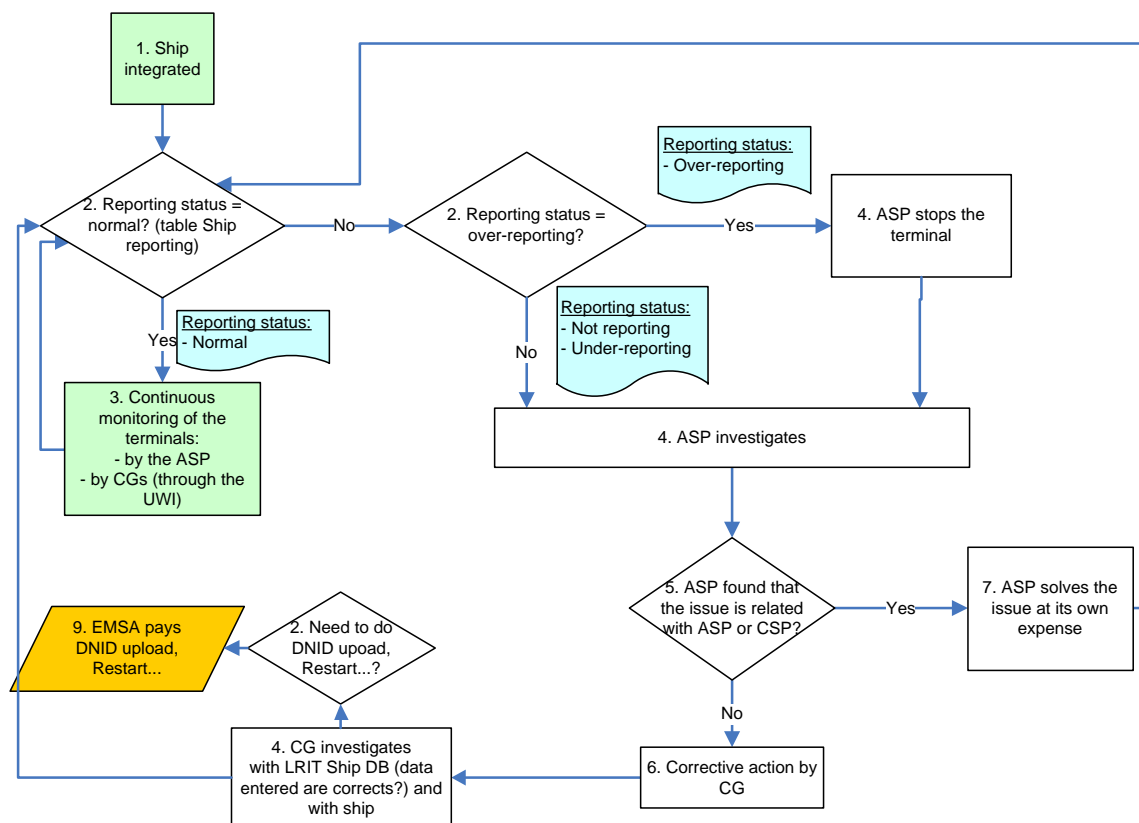 1. Ship
integrated
2. Reporting status =
normal? (table Ship
reporting)
No
2. Reporting status =
over-reporting?
Reporting status:
- Over-reporting
Yes
4. ASP stops the
terminal
Yes
Reporting status:
- Normal
No
Reporting status:
- Not reporting
- Under-reporting
3. Continuous
monitoring of the
terminals:
- by the ASP
- by CGs (through the
UWI)
4. ASP investigates
5. ASP found that
the issue is related
with ASP or CSP?
Yes
7. ASP solves the
issue at its own
expense
9. EMSA pays
DNID upload,
Restart...
2. Need to do
DNID upoad,
Restart...?
No
4. CG investigates
with LRIT Ship DB (data
entered are corrects?) and
with ship
6. Corrective action by
CG